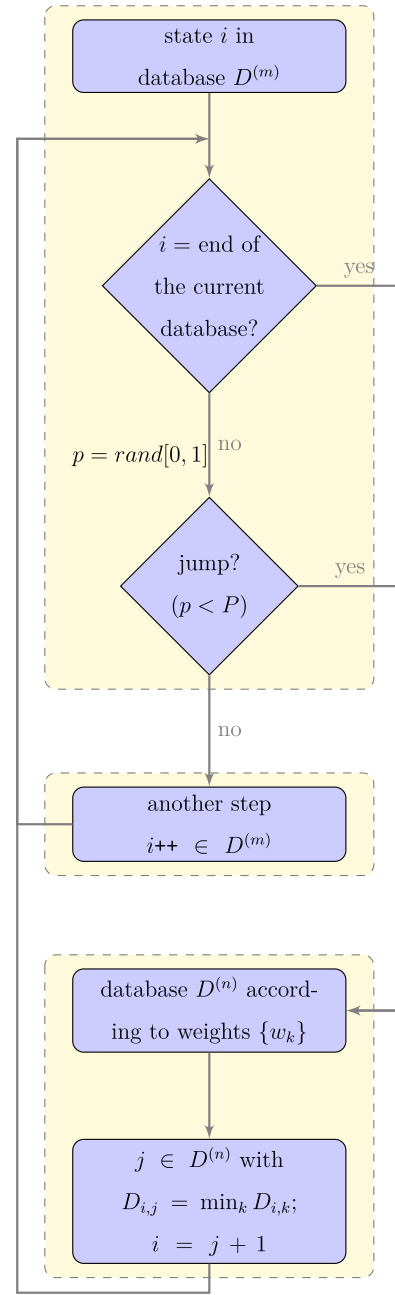 state i in
database D^(m)
i = end of
the current
database?
yes
p = rand[0, 1]
no
jump?
(p < P)
yes
no
another step
i++ ∈ D^(m)
database D^(n) accord-
ing to weights {w_k}
j ∈ D^(n) with
D_{i,j} = min_k D_{i,k};
i = j + 1